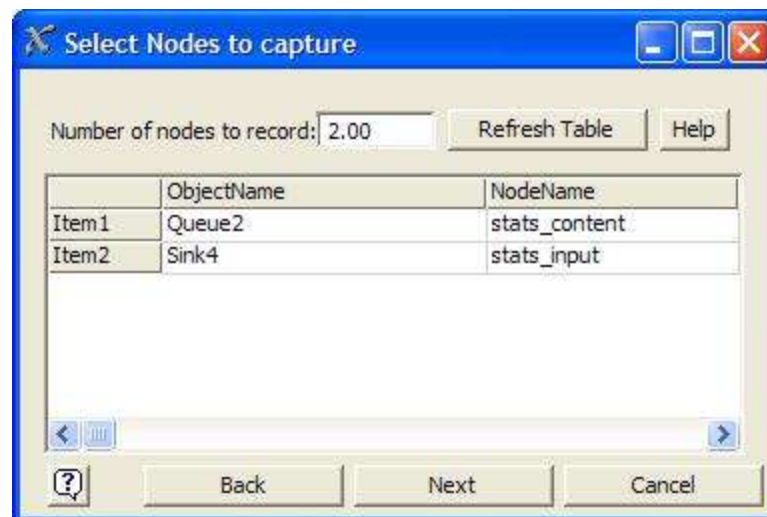 Select Nodes to capture
Number of nodes to record: 2.00 Refresh Table Help
ObjectName NodeName
Item1 Queue2 stats_content
Item2 Sink4 stats_input
? Back Next Cancel